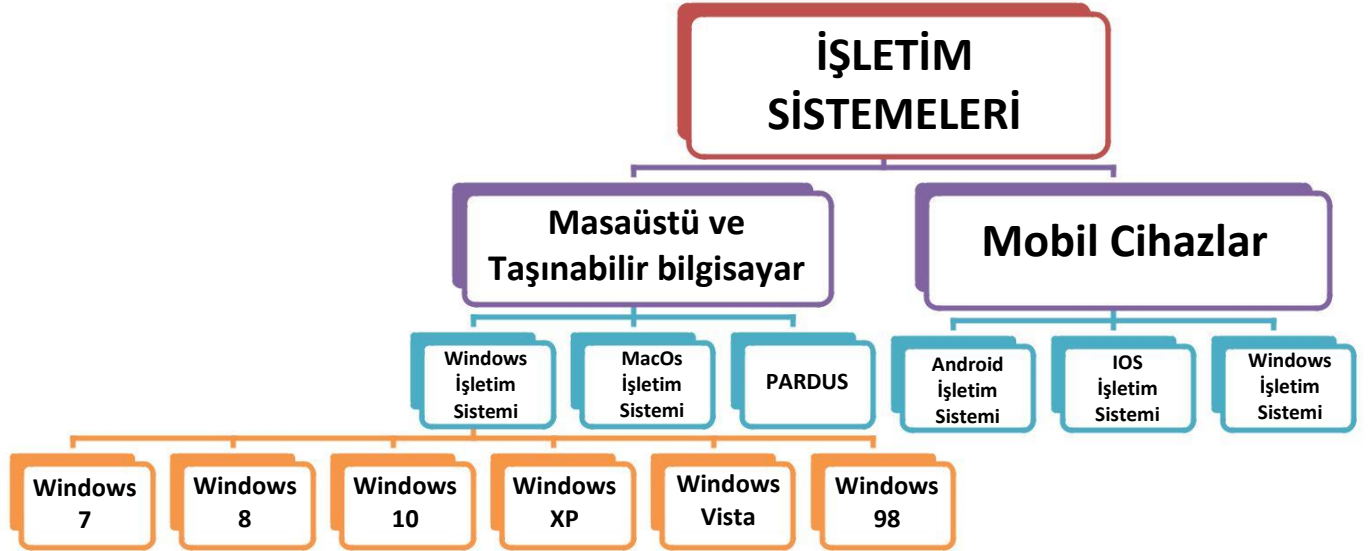 İŞLETİM
SİSTEMELERİ
Masaüstü ve
Taşınabilir bilgisayar
Mobil Cihazlar
Windows
İşletim
Sistemi
MacOs
İşletim
Sistemi
PARDUS
Android
İşletim
Sistemi
IOS
İşletim
Sistemi
Windows
İşletim
Sistemi
Windows
7
Windows
8
Windows
10
Windows
XP
Windows
Vista
Windows
98